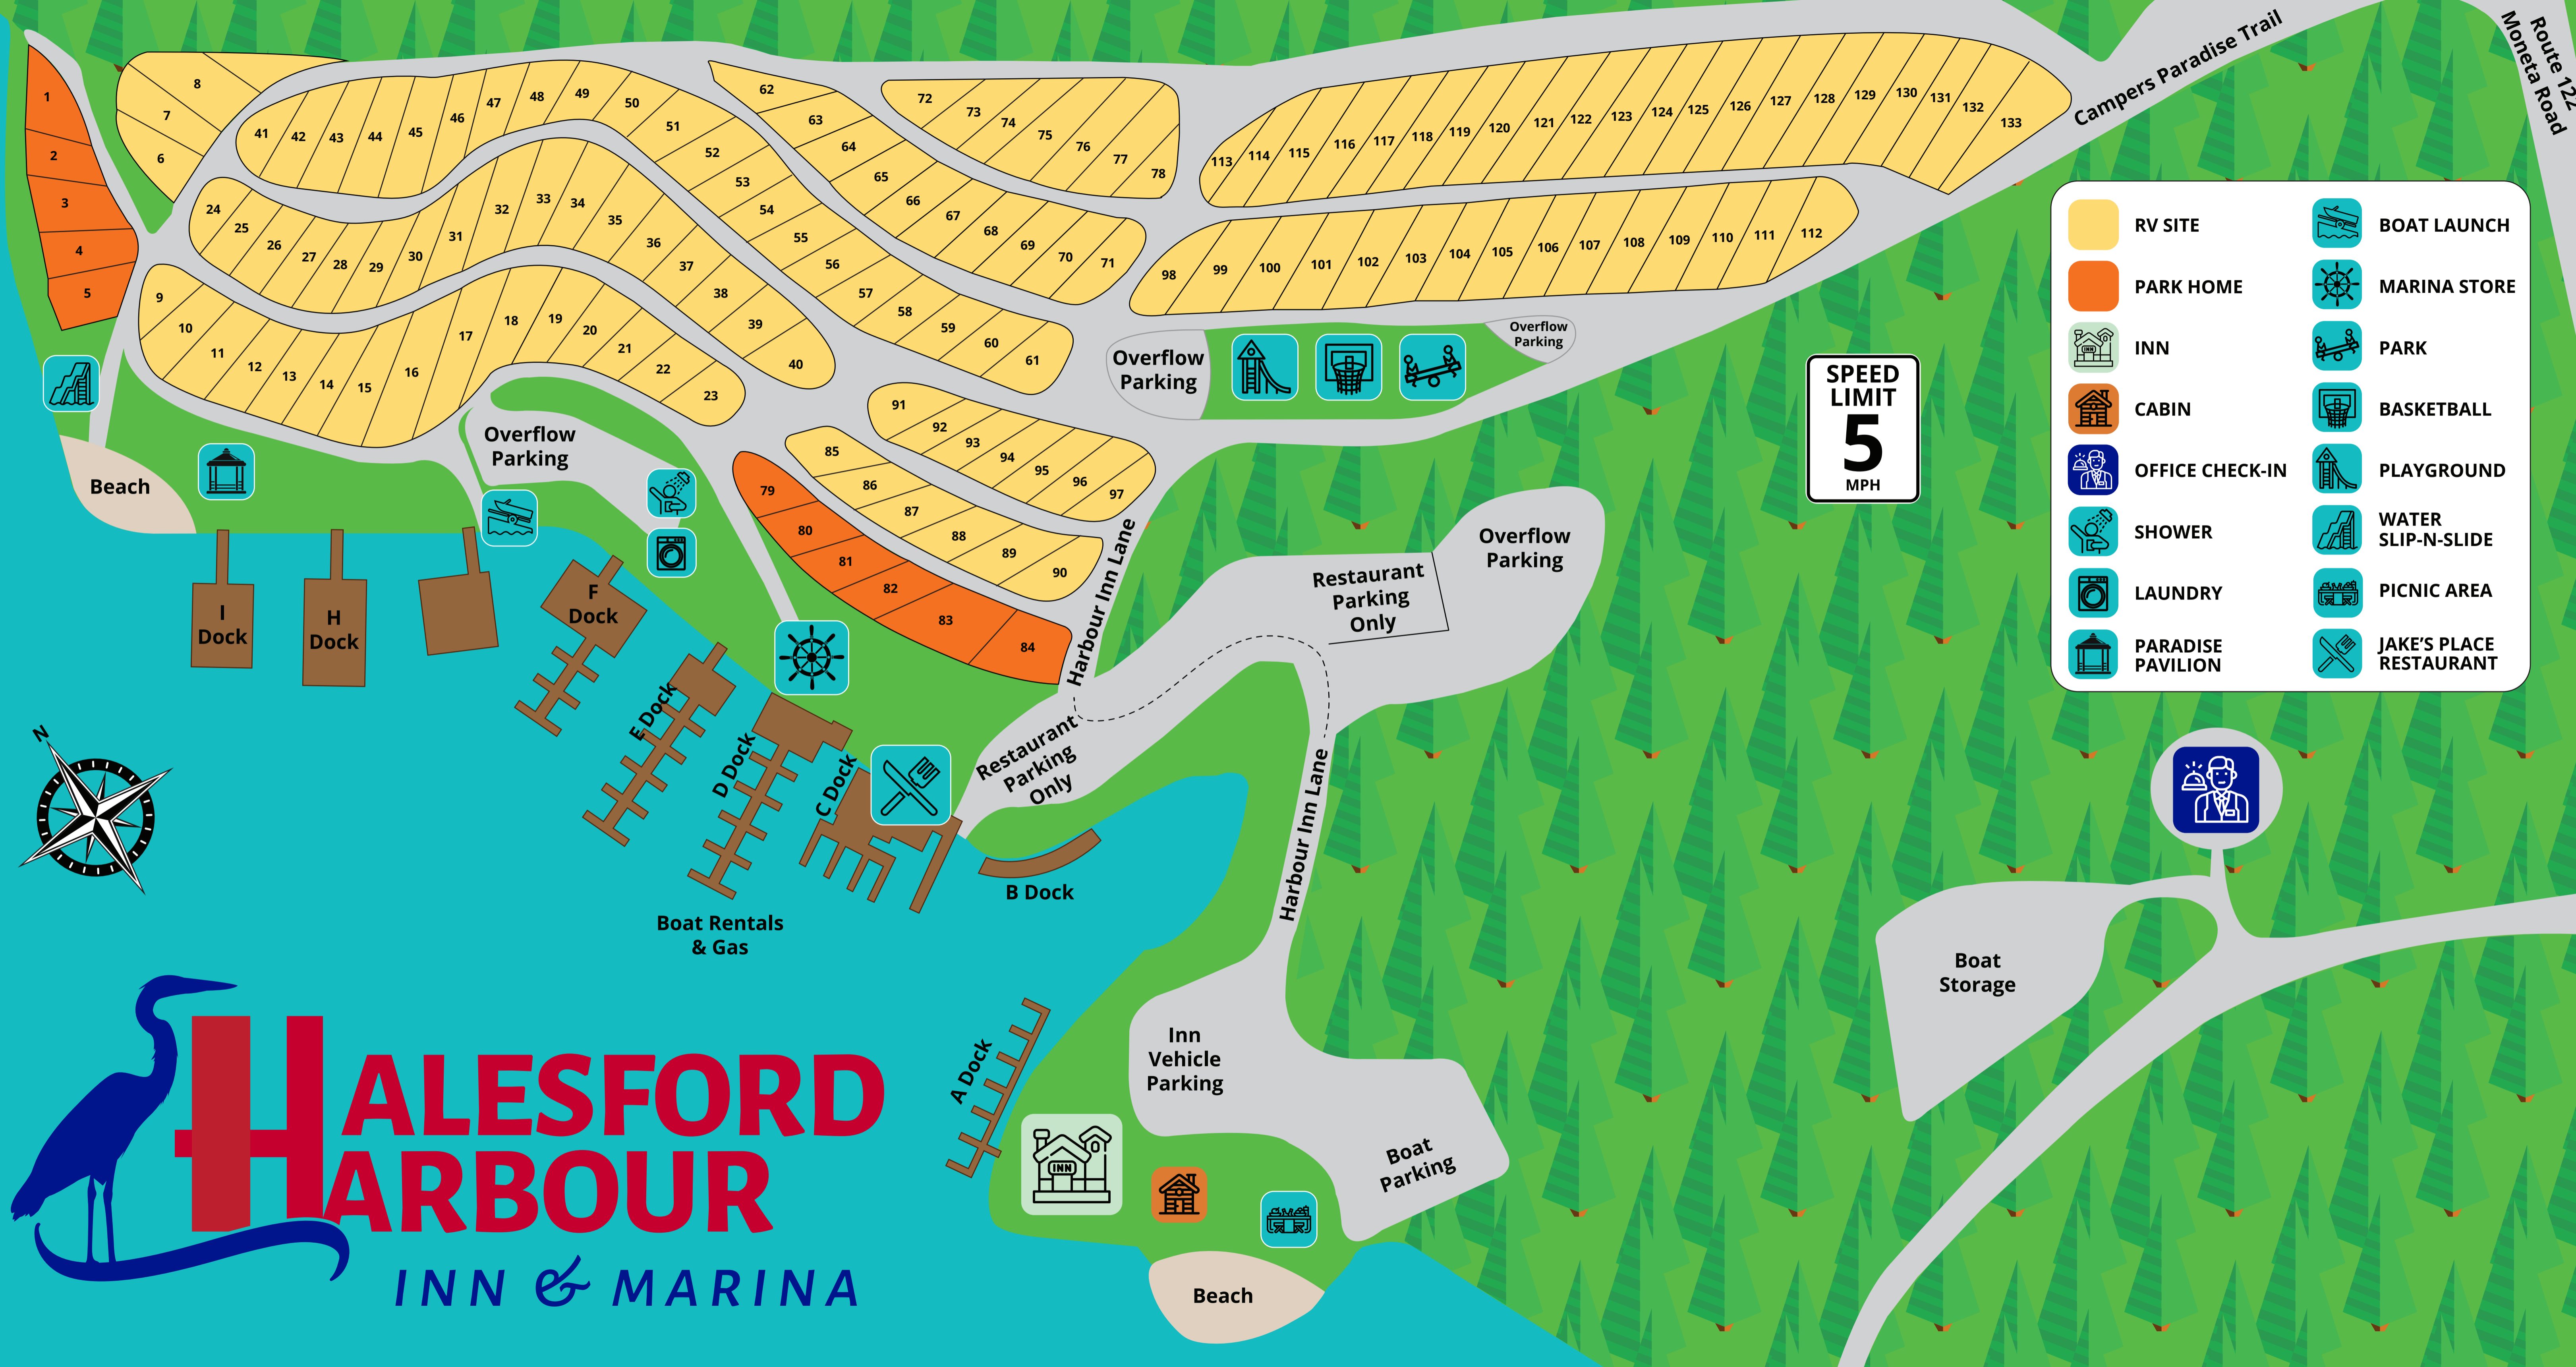 Campers Paradise Trail
Route 122
Moneta Road
1
2
3
4
5
6
7
8
41
42
43
44
45
46
47
48
49
50
51
52
53
54
55
56
57
58
59
60
61
62
63
64
65
66
67
68
69
70
71
72
73
74
75
76
77
78
113
114
115
116
117
118
119
120
121
122
123
124
125
126
127
128
129
130
131
132
133
24
25
26
27
28
29
30
31
32
33
34
35
36
37
38
39
40
98
99
100
101
102
103
104
105
106
107
108
109
110
111
112
9
10
11
12
13
14
15
16
17
18
19
20
21
22
23
Overflow
Parking
Overflow
Parking
Overflow
Parking
91
92
93
94
95
96
97
85
86
87
88
89
90
79
80
81
82
83
84
Beach
SPEED
LIMIT
5
MPH
RV SITE
PARK HOME
INN
INN
CABIN
OFFICE CHECK-IN
SHOWER
LAUNDRY
PARADISE
PAVILION
BOAT LAUNCH
MARINA STORE
PARK
BASKETBALL
PLAYGROUND
WATER
SLIP-N-SLIDE
PICNIC AREA
JAKE'S PLACE
RESTAURANT
Harbour Inn Lane
Overflow
Parking
Restaurant
Parking
Only
I
Dock
H
Dock
F
Dock
E Dock
D Dock
C Dock
B Dock
Restaurant
Parking
Only
Harbour Inn Lane
N
Boat Rentals
& Gas
Boat
Storage
A Dock
Inn
Vehicle
Parking
Boat
Parking
INN
Beach
HALESFORD
HARBOUR
INN & MARINA